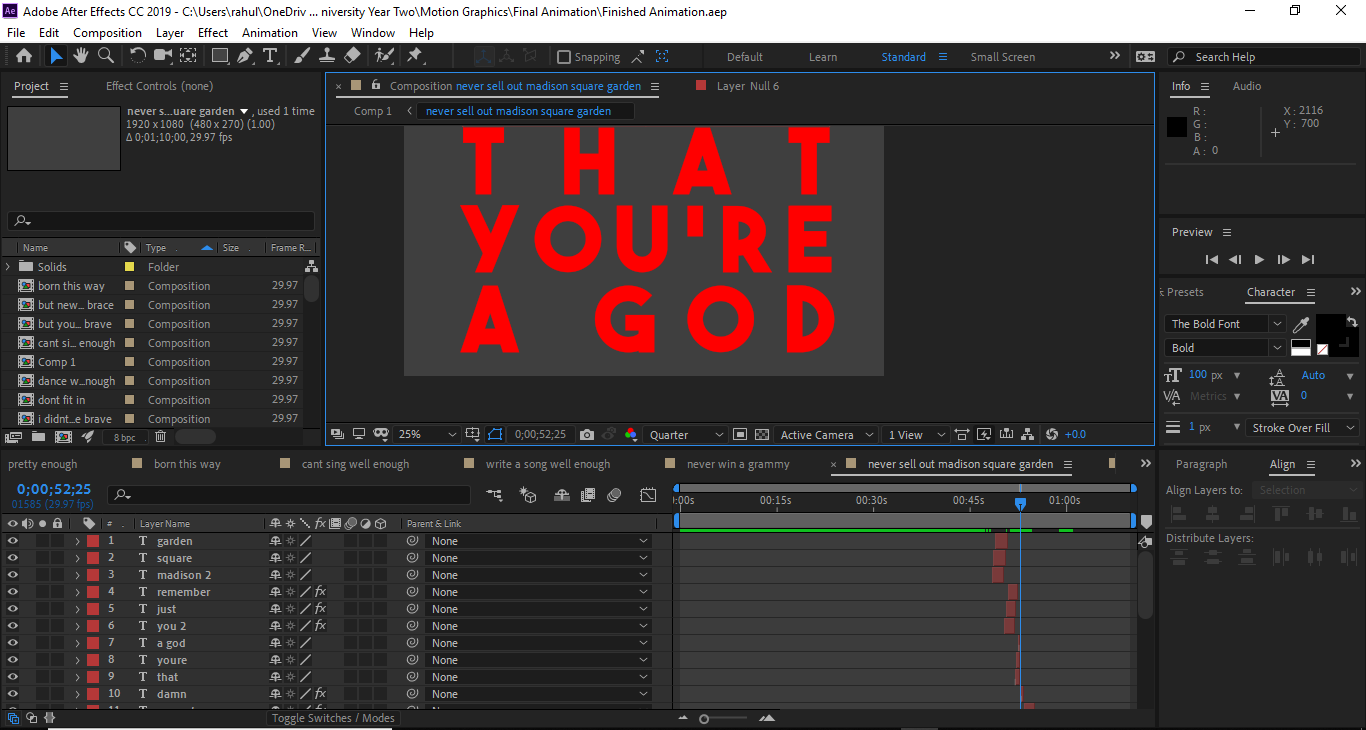 Adobe After Effects CC 2019 - C:\Users\rahul\OneDriv ... niversity Year Two\Motion Graphics\Final Animation\Finished Animation.aep
File Edit Composition Layer Effect Animation View Window Help
Snapping Default Learn Standard Small Screen Search Help
Project Effect Controls (none)
never s...uare garden , used 1 time
1920 x 1080 (480 x 270) (1.00)
Δ 0;01;10;00, 29.97 fps
Name Type Size Frame R...
Solids Folder
born this way Composition 29.97
but new... brace Composition 29.97
but you... brave Composition 29.97
cant si... enough Composition 29.97
Comp 1 Composition 29.97
dance w...nough Composition 29.97
dont fit in Composition 29.97
i didnt...e brave Composition 29.97
8 bpc
Composition never sell out madison square garden Layer Null 6
Comp 1 never sell out madison square garden
THAT
YOU'RE
A GOD
25% 0;00;52;25 Quarter Active Camera 1 View +0.0
Info Audio
R :
G :
B :
A : 0
X : 2116
Y : 700
Preview
& Presets Character
The Bold Font
Bold
100 px Auto
Metrics 0
1 px Stroke Over Fill
pretty enough born this way cant sing well enough write a song well enough never win a grammy never sell out madison square garden
0;00;52;25
01585 (29.97 fps)
:00s 00:15s 00:30s 00:45s 01:00s
# Layer Name fx Parent & Link
1 T garden None
2 T square None
3 T madison 2 None
4 T remember fx None
5 T just fx None
6 T you 2 fx None
7 T a god None
8 T youre None
9 T that None
10 T damn fx None
Toggle Switches / Modes
Paragraph Align
Align Layers to: Selection
Distribute Layers: